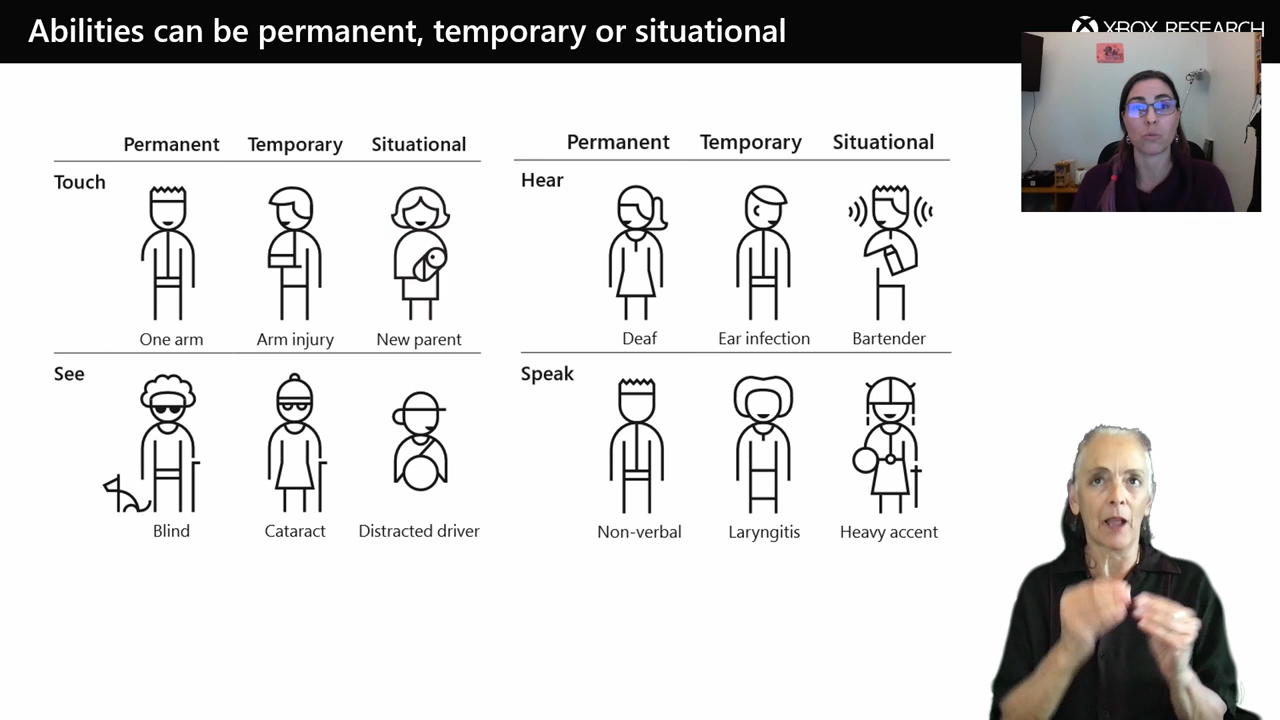 Abilities can be permanent, temporary or situational
XBOX RESEARCH
Permanent Temporary Situational
Touch
One arm Arm injury New parent
See
Blind Cataract Distracted driver
Permanent Temporary Situational
Hear
Deaf Ear infection Bartender
Speak
Non-verbal Laryngitis Heavy accent